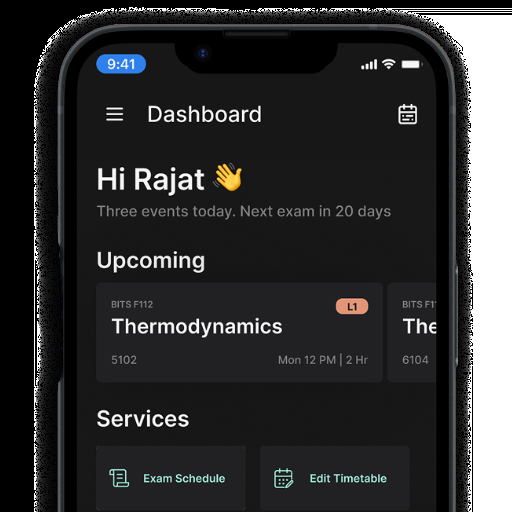 9:41
Dashboard
Hi Rajat 👋
Three events today. Next exam in 20 days
Upcoming
BITS F112
L1
Thermodynamics
5102
Mon 12 PM | 2 Hr
BITS F11
The
6104
Services
Exam Schedule
Edit Timetable